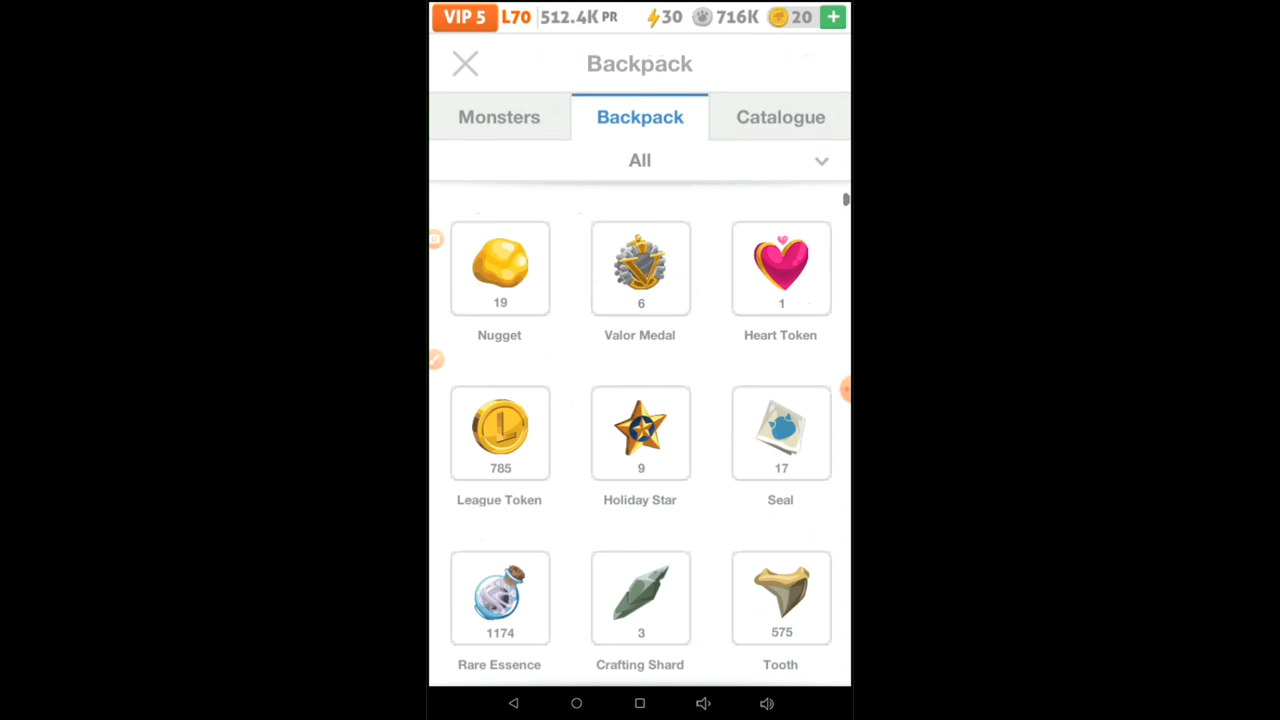 VIP 5 L70 512.4K PR 30 716K 20
Backpack
Monsters Backpack Catalogue
All
19 6 1
Nugget Valor Medal Heart Token
L
785 9 17
League Token Holiday Star Seal
1174 3 575
Rare Essence Crafting Shard Tooth